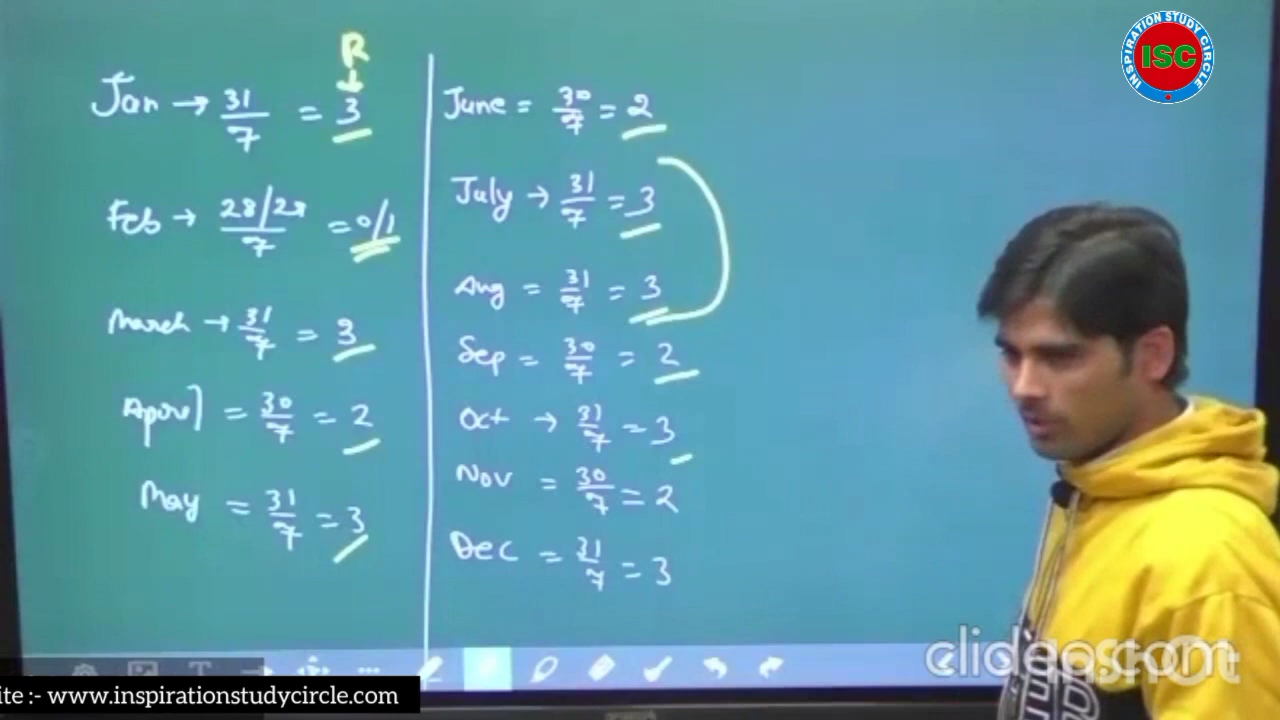 R
↓
Jan → 31/7 = 3
Feb → 28/29/7 = 0/1
March → 31/7 = 3
April = 30/7 = 2
May = 31/7 = 3
June = 30/7 = 2
July → 31/7 = 3
Aug = 31/7 = 3
Sep = 30/7 = 2
Oct → 31/7 = 3
Nov = 30/7 = 2
Dec = 31/7 = 3
INSPIRATION STUDY CIRCLE
ISC
ite :- www.inspirationstudycircle.com